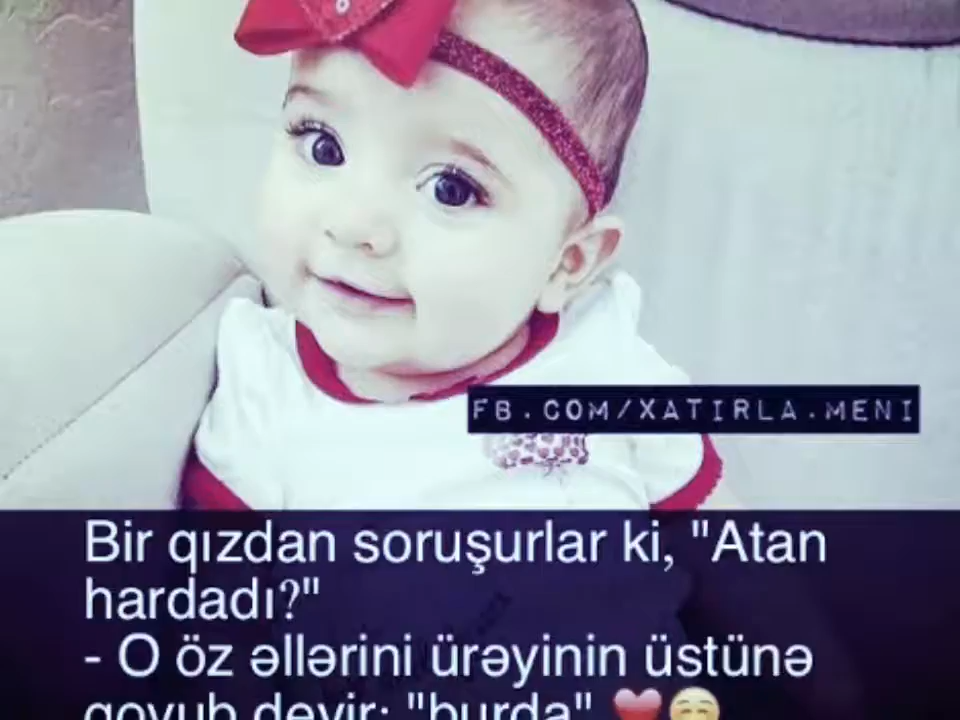 FB.COM/XATIRLA.MENI
Bir qızdan soruşurlar ki, "Atan
hardadı?"
- O öz əllərini ürəyinin üstünə
qoyub deyir: "burda" ❤️😊